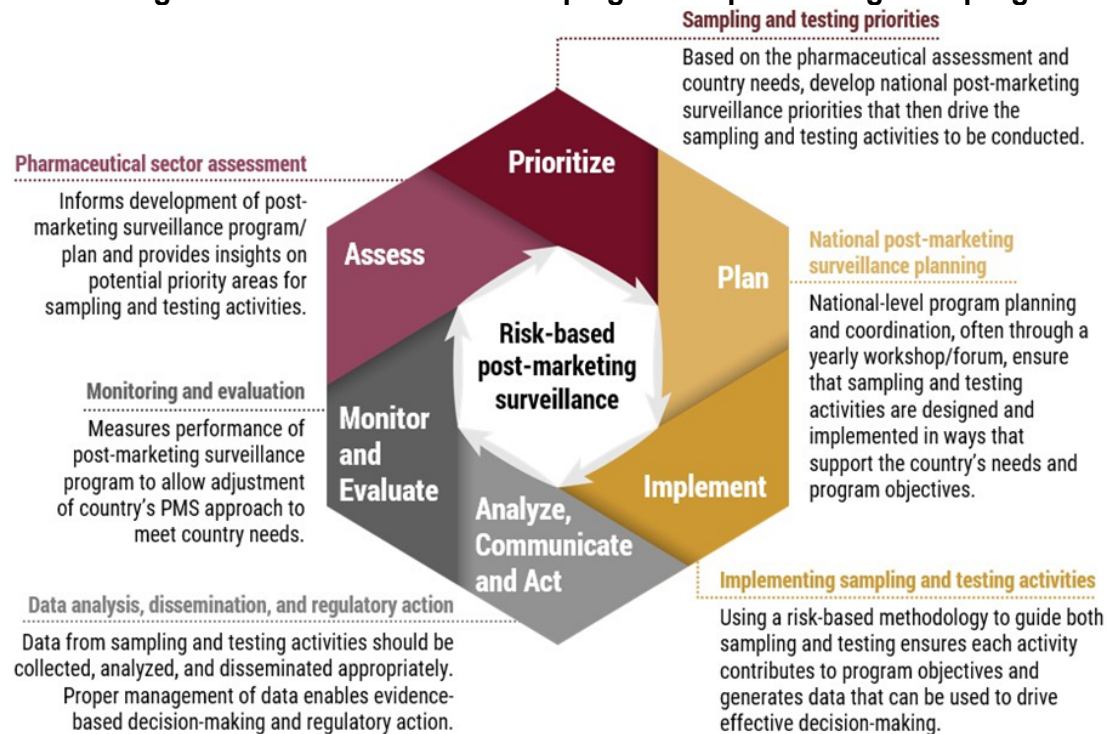 Sampling and testing priorities
Based on the pharmaceutical assessment and
country needs, develop national post-marketing
surveillance priorities that then drive the
sampling and testing activities to be conducted.
Prioritize
Pharmaceutical sector assessment
Informs development of post-
marketing surveillance program/
plan and provides insights on
potential priority areas for
sampling and testing activities.
Assess
Plan
National post-marketing
surveillance planning
National-level program planning
and coordination, often through a
yearly workshop/forum, ensure
that sampling and testing
activities are designed and
implemented in ways that
support the country's needs and
program objectives.
Risk-based
post-marketing
surveillance
Monitoring and evaluation
Measures performance of
post-marketing surveillance
program to allow adjustment
of country's PMS approach to
meet country needs.
Monitor
and
Evaluate
Implement
Analyze,
Communicate
and Act
Implementing sampling and testing activities
Using a risk-based methodology to guide both
sampling and testing ensures each activity
contributes to program objectives and
generates data that can be used to drive
effective decision-making.
Data analysis, dissemination, and regulatory action
Data from sampling and testing activities should be
collected, analyzed, and disseminated appropriately.
Proper management of data enables evidence-
based decision-making and regulatory action.